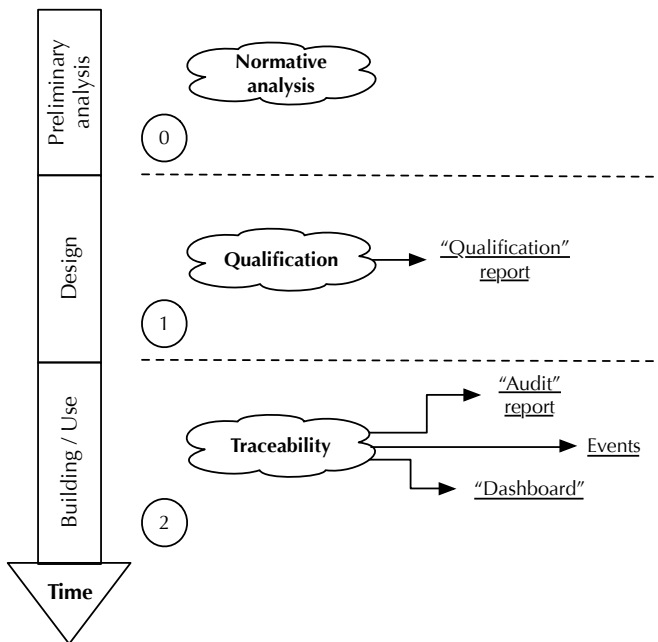 Preliminary
analysis
Normative
analysis
0
Design
Qualification
“Qualification”
report
1
Building / Use
Traceability
“Audit”
report
Events
“Dashboard”
2
Time